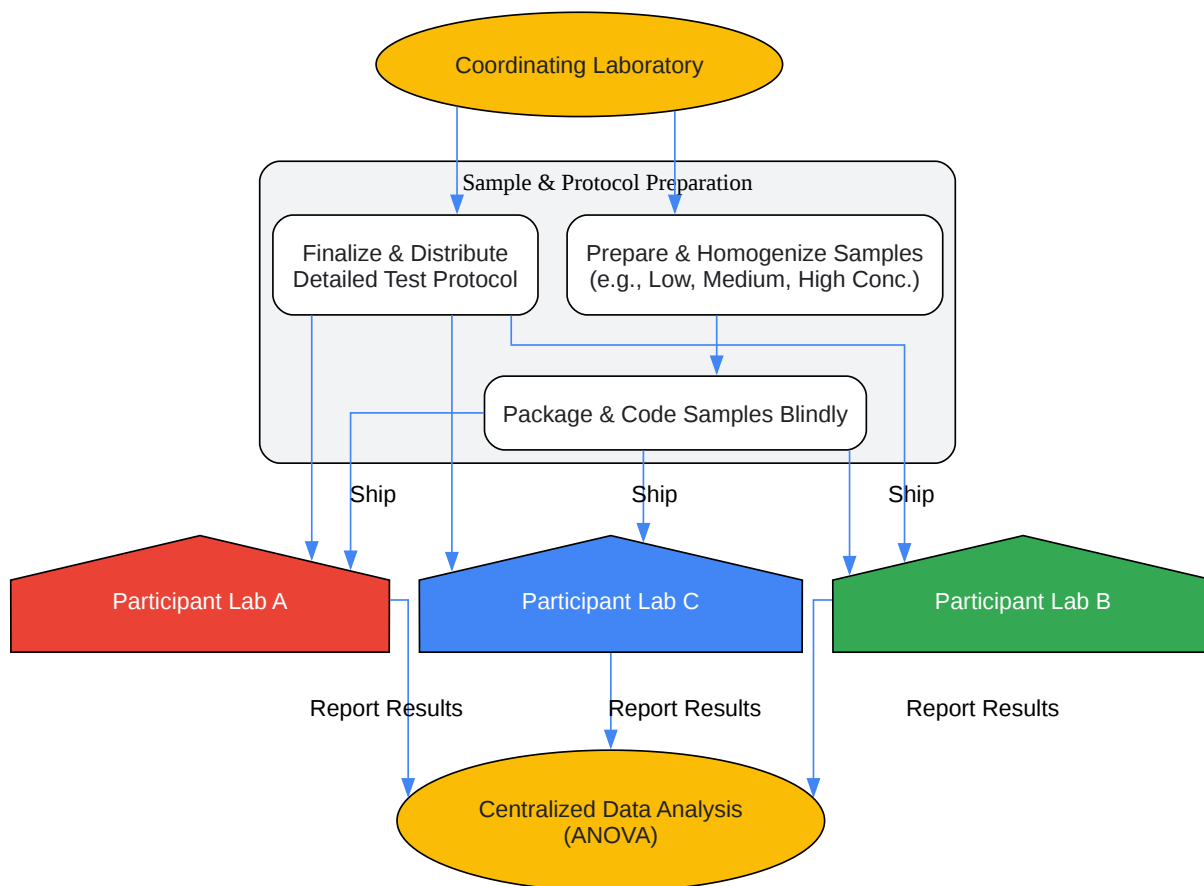 Coordinating Laboratory
Sample & Protocol Preparation
Finalize & Distribute
Detailed Test Protocol
Prepare & Homogenize Samples
(e.g., Low, Medium, High Conc.)
Package & Code Samples Blindly
Ship
Ship
Ship
Participant Lab A
Participant Lab C
Participant Lab B
Report Results
Report Results
Report Results
Centralized Data Analysis
(ANOVA)